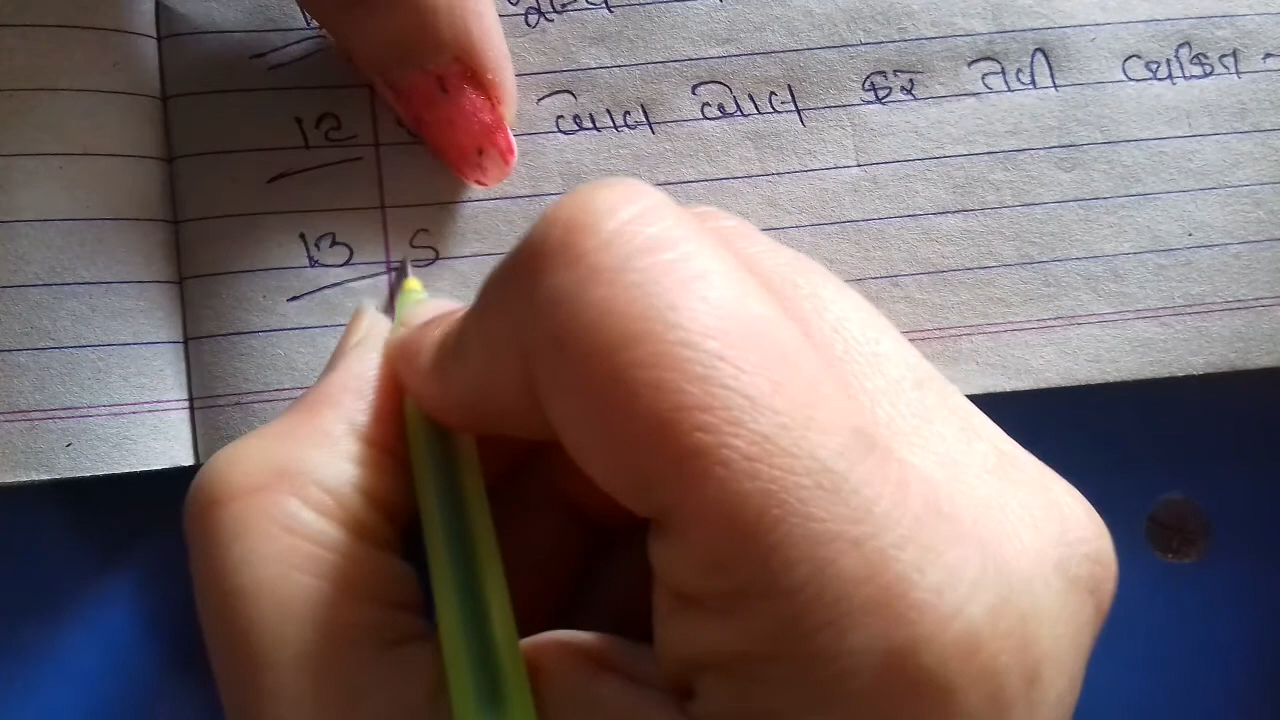 12 બોલ બોલ કરે તેવી વ્યક્તિ -
13 ડ